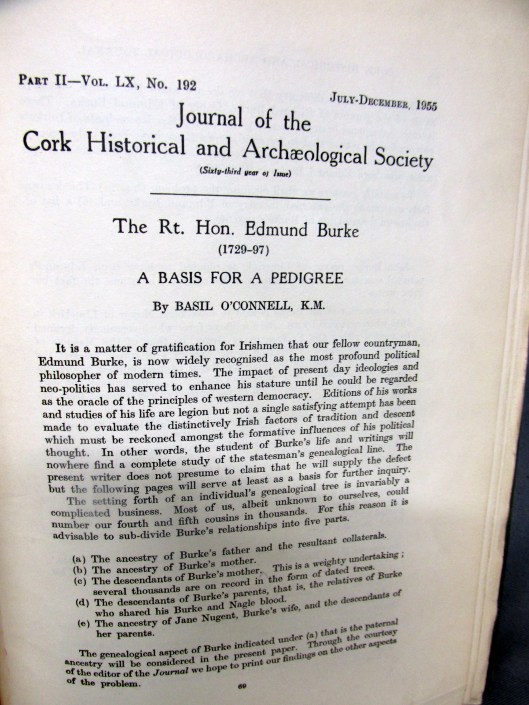 PART II—VOL. LX, No. 192
JULY-DECEMBER, 1955
Journal of the
Cork Historical and Archæological Society
(Sixty-third year of Issue)
The Rt. Hon. Edmund Burke
(1729-97)
A BASIS FOR A PEDIGREE
By BASIL O'CONNELL, K.M.
It is a matter of gratification for Irishmen that our fellow countryman,
Edmund Burke, is now widely recognised as the most profound political
philosopher of modern times. The impact of present day ideologies and
neo-politics has served to enhance his stature until he could be regarded
as the oracle of the principles of western democracy. Editions of his works
and studies of his life are legion but not a single satisfying attempt has been
made to evaluate the distinctively Irish factors of tradition and descent
which must be reckoned amongst the formative influences of his political
thought. In other words, the student of Burke's life and writings will
nowhere find a complete study of the statesman's genealogical line. The
present writer does not presume to claim that he will supply the defect
but the following pages will serve at least as a basis for further inquiry.
The setting forth of an individual's genealogical tree is invariably a
complicated business. Most of us, albeit unknown to ourselves, could
number our fourth and fifth cousins in thousands. For this reason it is
advisable to sub-divide Burke's relationships into five parts.
(a) The ancestry of Burke's father and the resultant collaterals.
(b) The ancestry of Burke's mother.
(c) The descendants of Burke's mother. This is a weighty undertaking;
several thousands are on record in the form of dated trees.
(d) The descendants of Burke's parents, that is, the relatives of Burke
who shared his Burke and Nagle blood.
(e) The ancestry of Jane Nugent, Burke's wife, and the descendants of
her parents.
The genealogical aspect of Burke indicated under (a) that is the paternal
ancestry will be considered in the present paper. Through the courtesy
of the editor of the Journal we hope to print our findings on the other aspects
of the problem.
69